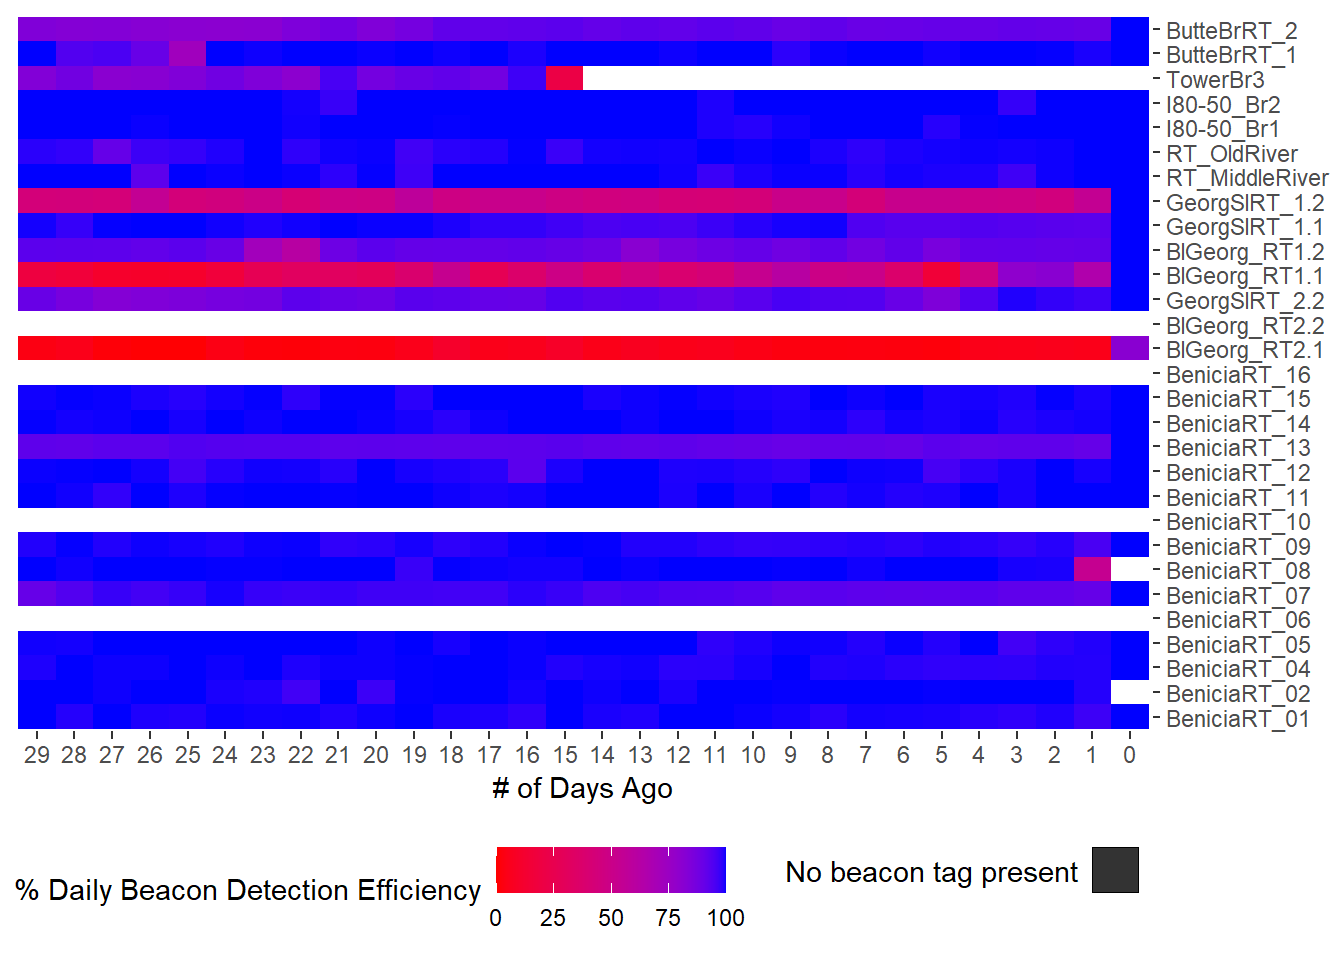 ButteBrRT_2
ButteBrRT_1
TowerBr3
I80-50_Br2
I80-50_Br1
RT_OldRiver
RT_MiddleRiver
GeorgSlRT_1.2
GeorgSlRT_1.1
BlGeorg_RT1.2
BlGeorg_RT1.1
GeorgSlRT_2.2
BlGeorg_RT2.2
BlGeorg_RT2.1
BeniciaRT_16
BeniciaRT_15
BeniciaRT_14
BeniciaRT_13
BeniciaRT_12
BeniciaRT_11
BeniciaRT_10
BeniciaRT_09
BeniciaRT_08
BeniciaRT_07
BeniciaRT_06
BeniciaRT_05
BeniciaRT_04
BeniciaRT_02
BeniciaRT_01
29 28 27 26 25 24 23 22 21 20 19 18 17 16 15 14 13 12 11 10 9 8 7 6 5 4 3 2 1 0
# of Days Ago
% Daily Beacon Detection Efficiency
0 25 50 75 100
No beacon tag present